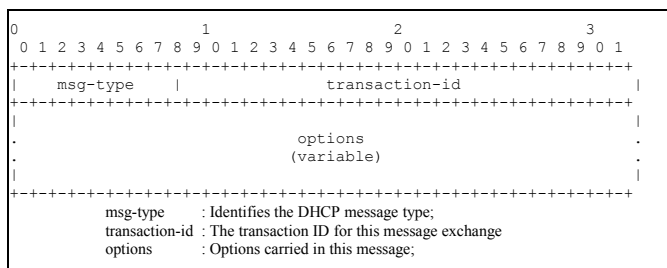 0                   1                   2                   3
 0 1 2 3 4 5 6 7 8 9 0 1 2 3 4 5 6 7 8 9 0 1 2 3 4 5 6 7 8 9 0 1
+-+-+-+-+-+-+-+-+-+-+-+-+-+-+-+-+-+-+-+-+-+-+-+-+-+-+-+-+-+-+-+-+
|    msg-type    |               transaction-id                  |
+-+-+-+-+-+-+-+-+-+-+-+-+-+-+-+-+-+-+-+-+-+-+-+-+-+-+-+-+-+-+-+-+
|                                                               |
.                            options                            .
.                           (variable)                          .
|                                                               |
+-+-+-+-+-+-+-+-+-+-+-+-+-+-+-+-+-+-+-+-+-+-+-+-+-+-+-+-+-+-+-+-+
msg-type : Identifies the DHCP message type;
transaction-id : The transaction ID for this message exchange
options : Options carried in this message;